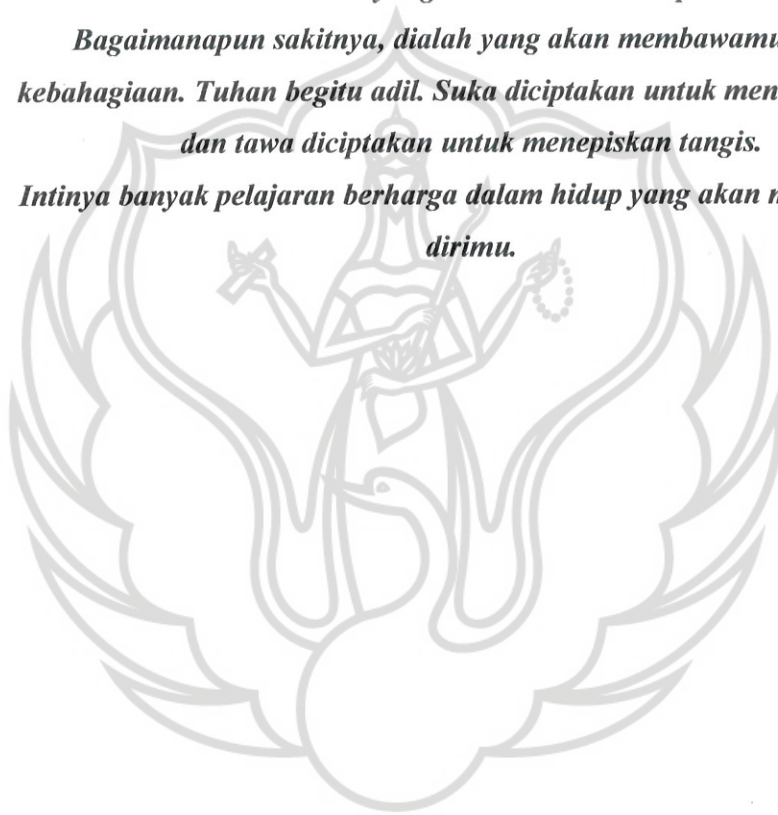 Bagaimanapun sakitnya, dialah yang akan membawamu
kebahagiaan. Tuhan begitu adil. Suka diciptakan untuk
dan tawa diciptakan untuk menepiskan tangis.
Intinya banyak pelajaran berharga dalam hidup yang akan
dirimu.